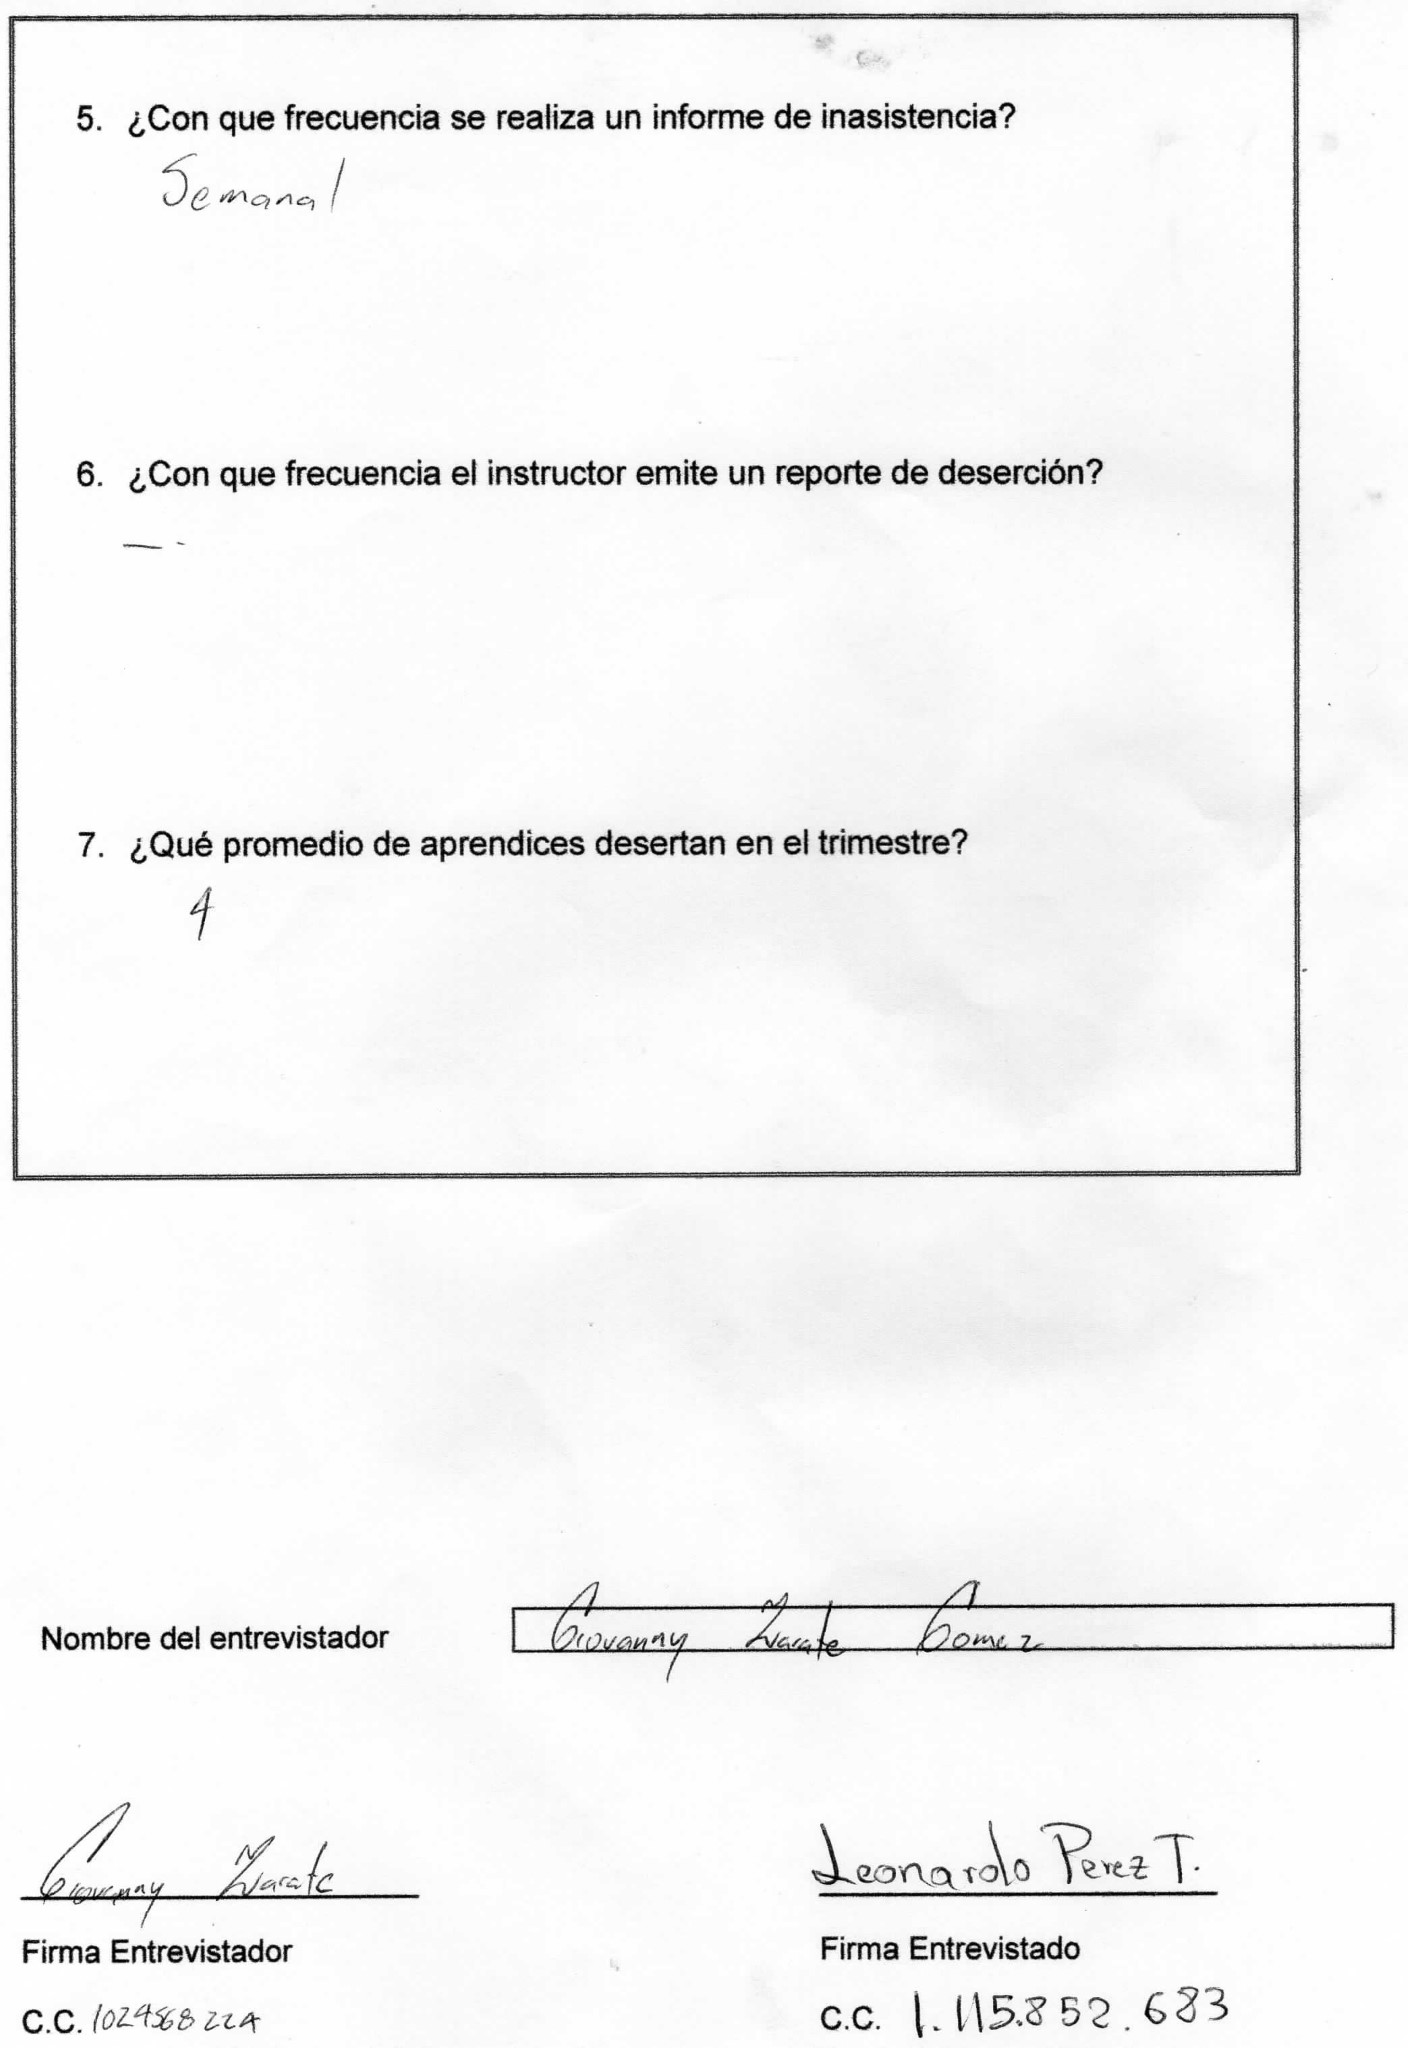 5. ¿Con que frecuencia se realiza un informe de inasistencia?
Semanal
6. ¿Con que frecuencia el instructor emite un reporte de deserción?
— -
7. ¿Qué promedio de aprendices desertan en el trimestre?
4
Nombre del entrevistador Giovanny Zarate Gomez
Giovanny Zarate Leonardo Perez T.
Firma Entrevistador Firma Entrevistado
C.C. 1024568224 C.C. 1.115.852.683